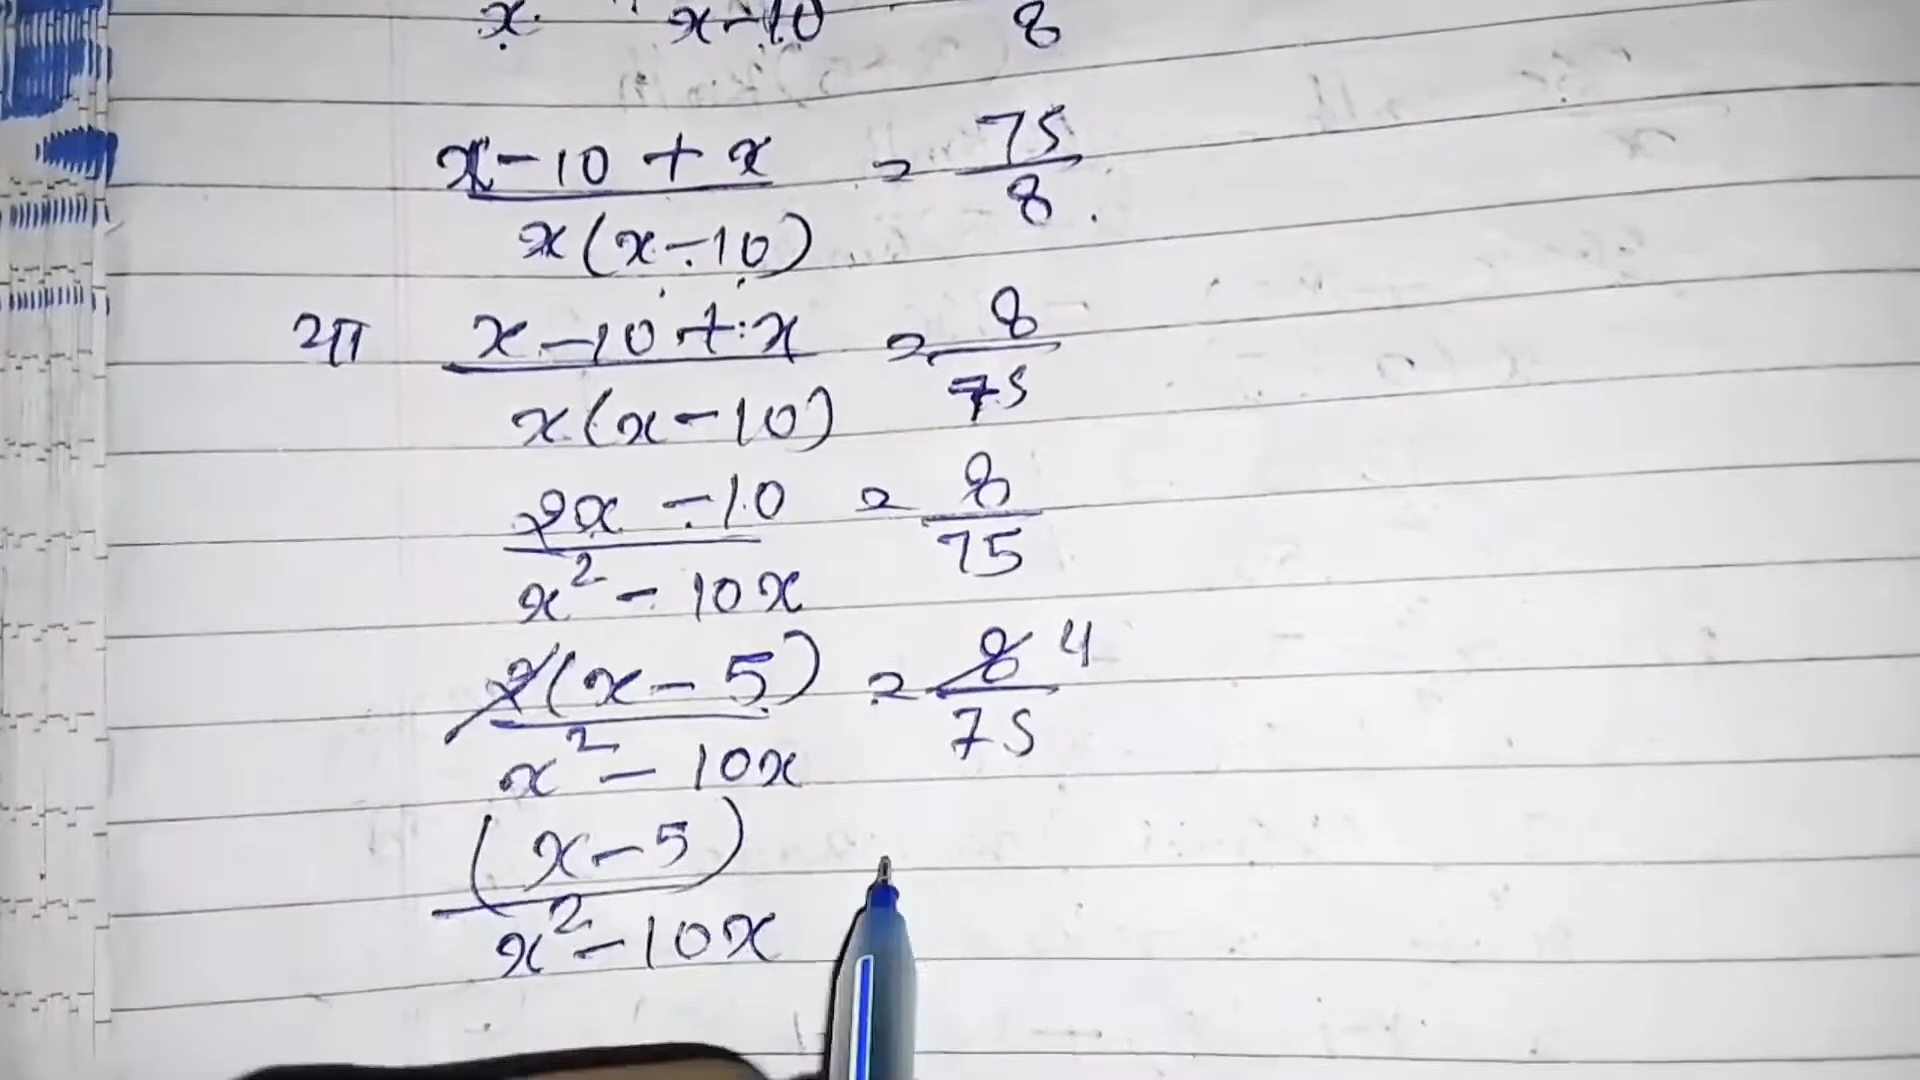 x x-10 8
x-10+x = 75
x(x-10) 8
या x-10+x = 8
x(x-10) 75
2x-10 = 8
x²-10x 75
2(x-5) = 8 4
x²-10x 75
(x-5)
x²-10x